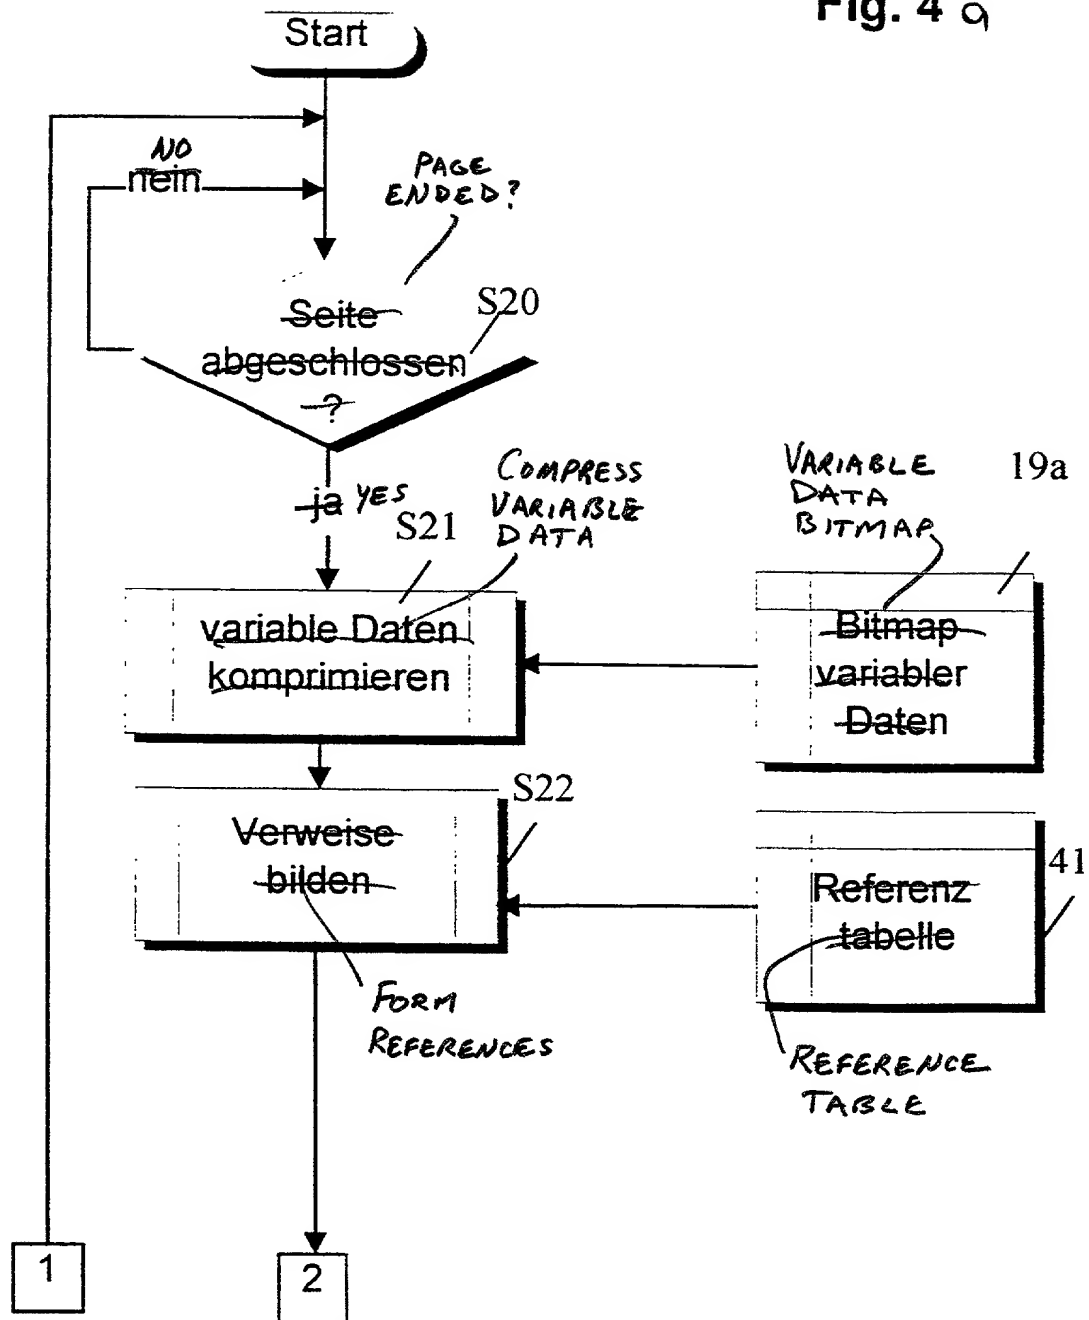 Fig. 4 a
Start
NO
nein
PAGE
ENDED?
Seite
abgeschlossen
?
S20
ja YES
S21
COMPRESS
VARIABLE
DATA
VARIABLE
DATA
BITMAP
19a
variable Daten
komprimieren
Bitmap
variabler
Daten
S22
Verweise
bilden
Referenz
tabelle
41
FORM
REFERENCES
REFERENCE
TABLE
1
2